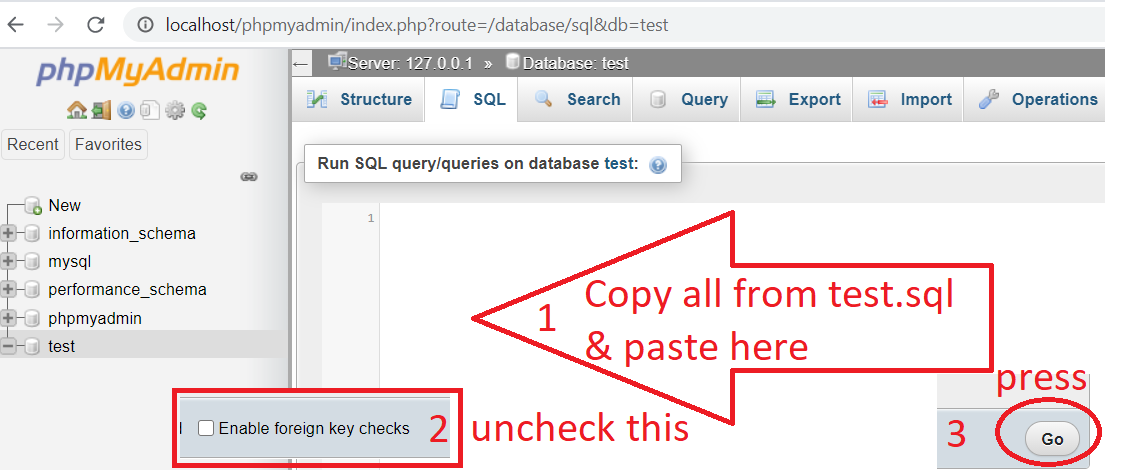 localhost/phpmyadmin/index.php?route=/database/sql&db=test
phpMyAdmin
Server: 127.0.0.1 » Database: test
Structure SQL Search Query Export Import Operations
Recent Favorites
Run SQL query/queries on database test:
New
information_schema
mysql
performance_schema
phpmyadmin
test
1
1 Copy all from test.sql
& paste here
l Enable foreign key checks 2 uncheck this
press
3 Go